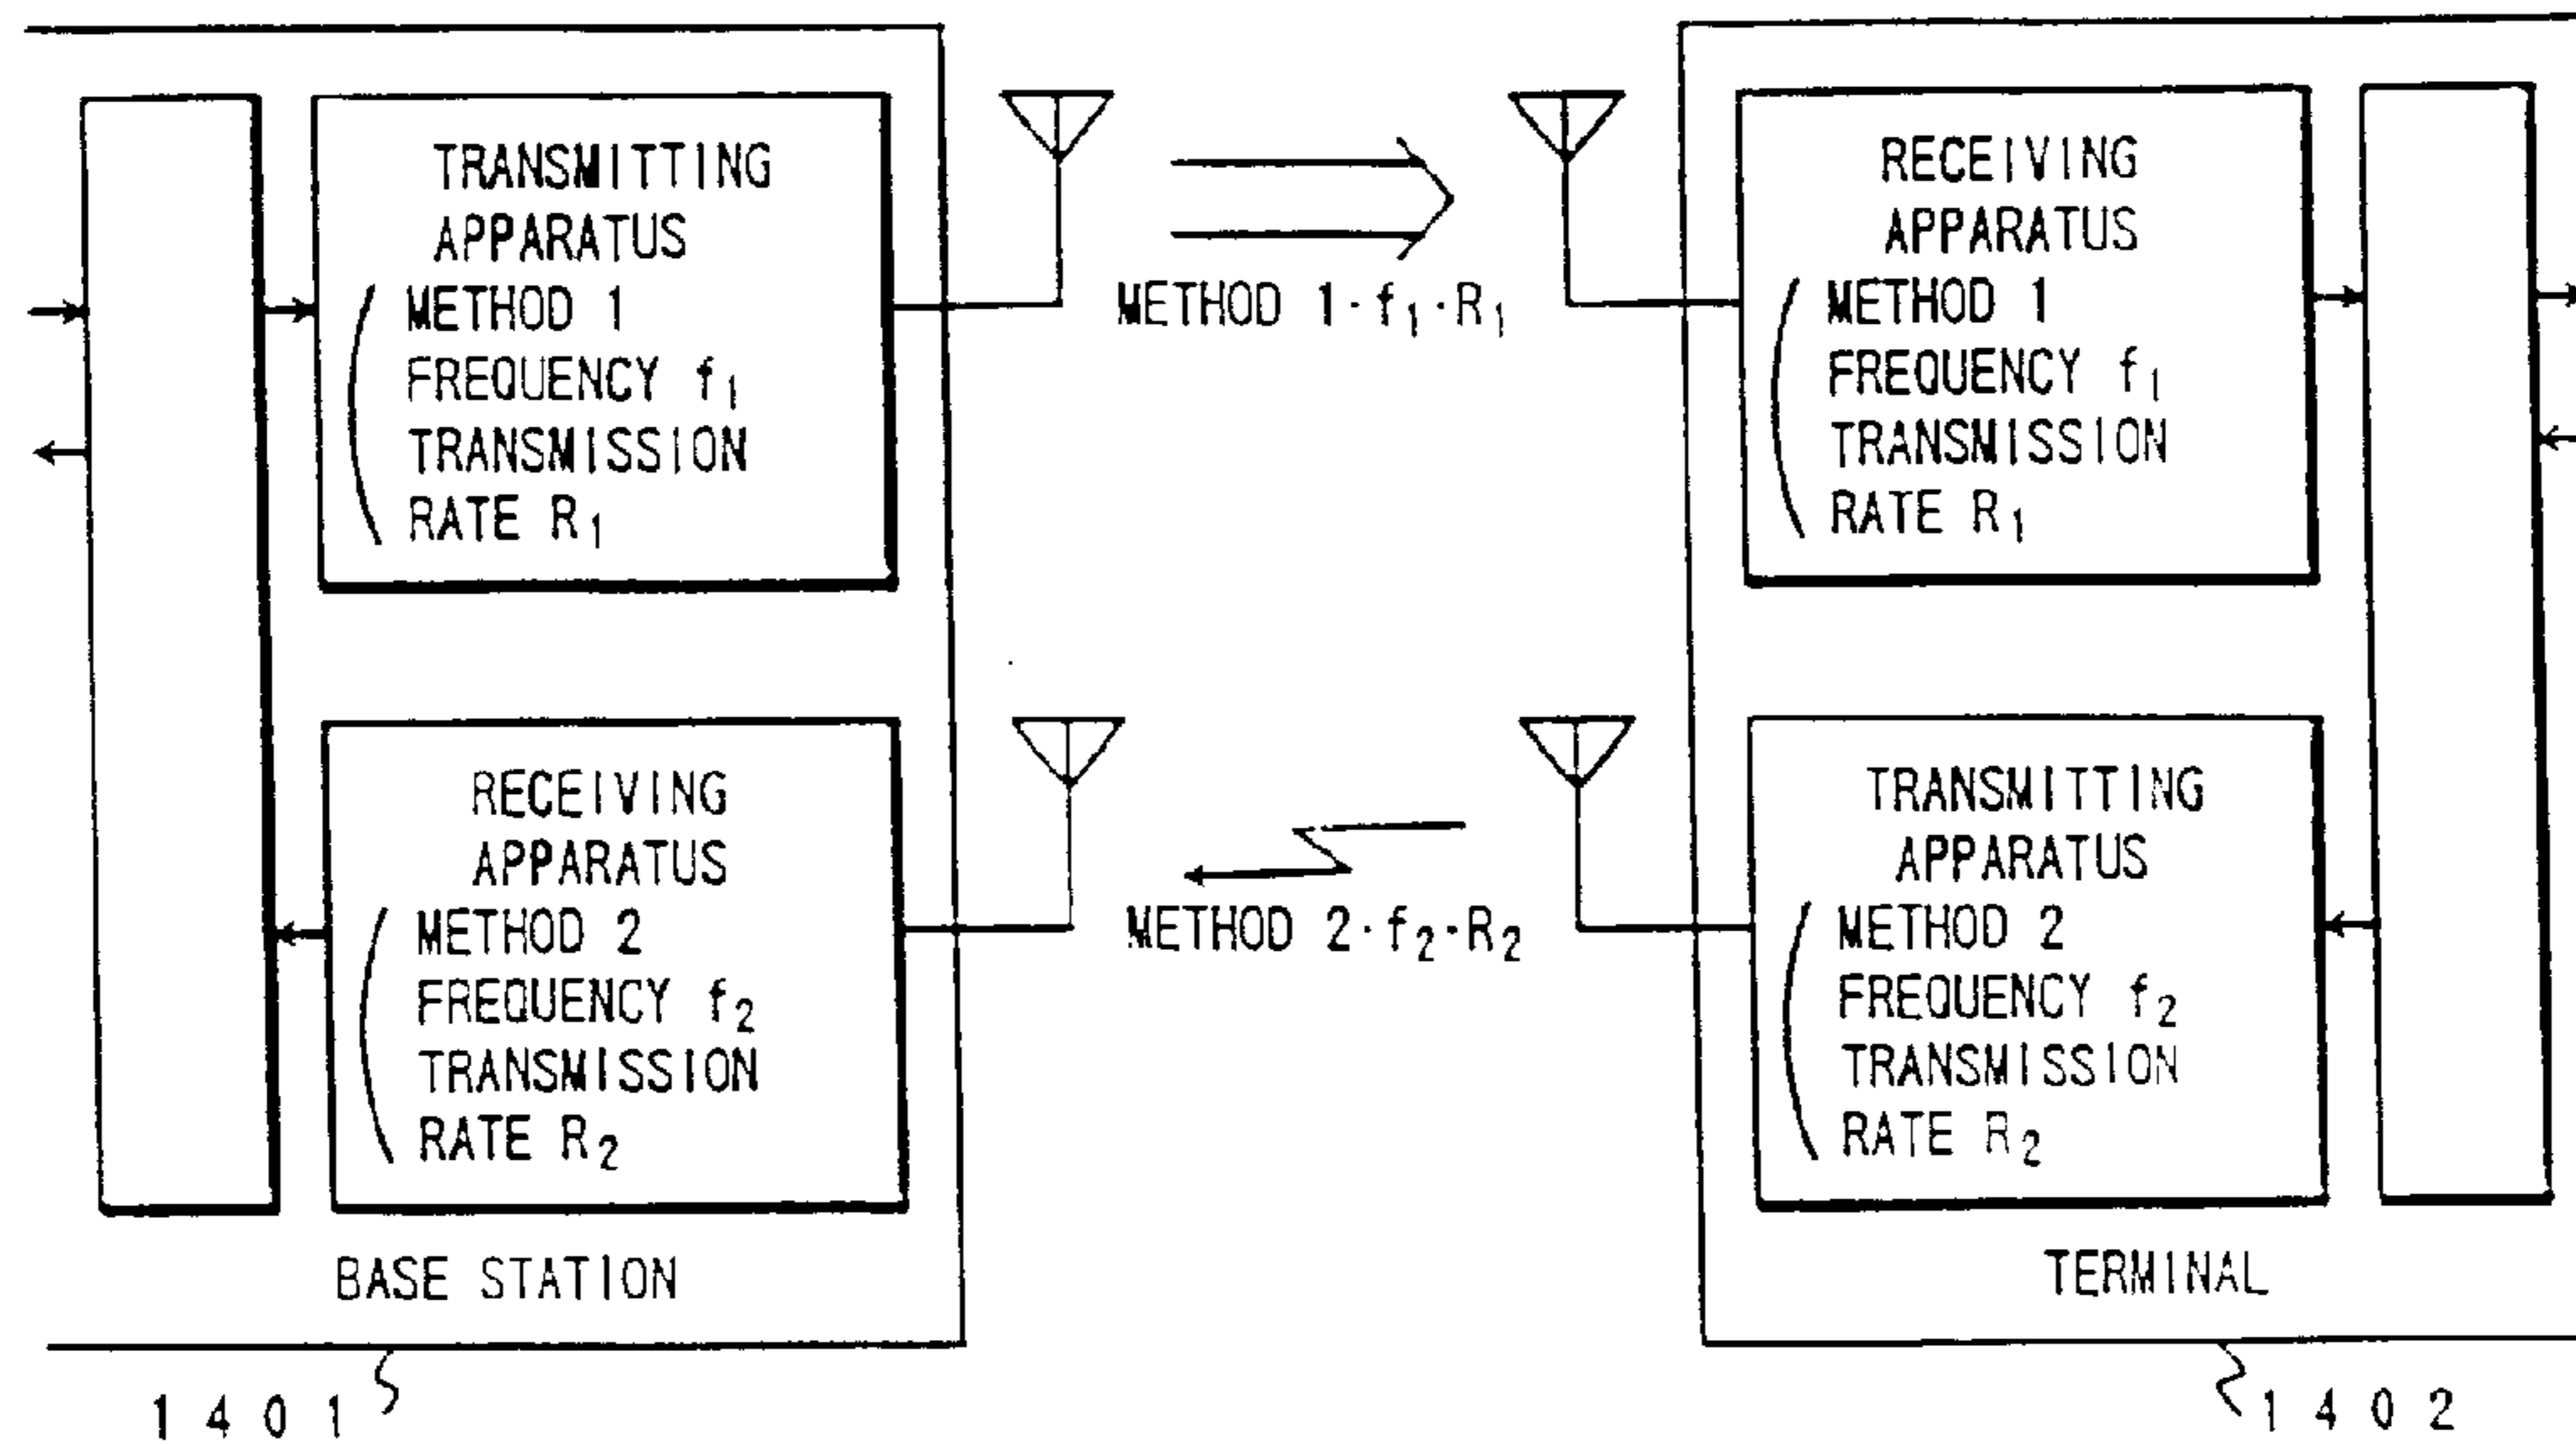 TRANSMITTING
APPARATUS
METHOD 1
FREQUENCY f₁
TRANSMISSION
RATE R₁
METHOD 1·f₁·R₁
RECEIVING
APPARATUS
METHOD 1
FREQUENCY f₁
TRANSMISSION
RATE R₁
RECEIVING
APPARATUS
METHOD 2
FREQUENCY f₂
TRANSMISSION
RATE R₂
METHOD 2·f₂·R₂
TRANSMITTING
APPARATUS
METHOD 2
FREQUENCY f₂
TRANSMISSION
RATE R₂
BASE STATION
TERMINAL
1401
1402